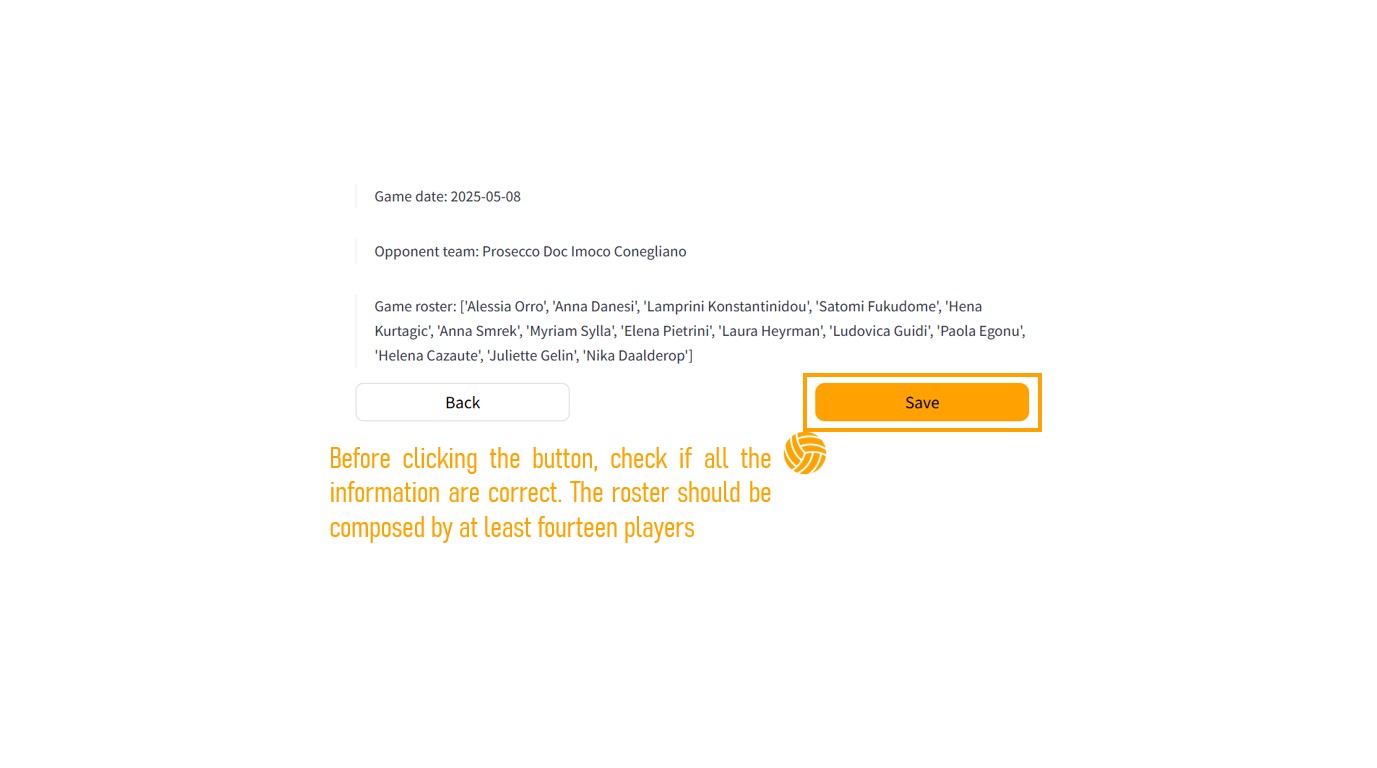 Game date: 2025-05-08
Opponent team: Prosecco Doc Imoco Conegliano
Game roster: ['Alessia Orro', 'Anna Danesi', 'Lamprini Konstantinidou', 'Satomi Fukudome', 'Hena
Kurtagic', 'Anna Smrek', 'Myriam Sylla', 'Elena Pietrini', 'Laura Heyrman', 'Ludovica Guidi', 'Paola Egonu',
'Helena Cazaute', 'Juliette Gelin', 'Nika Daalderop']
Back
Save
Before clicking the button, check if all the
information are correct. The roster should be
composed by at least fourteen players